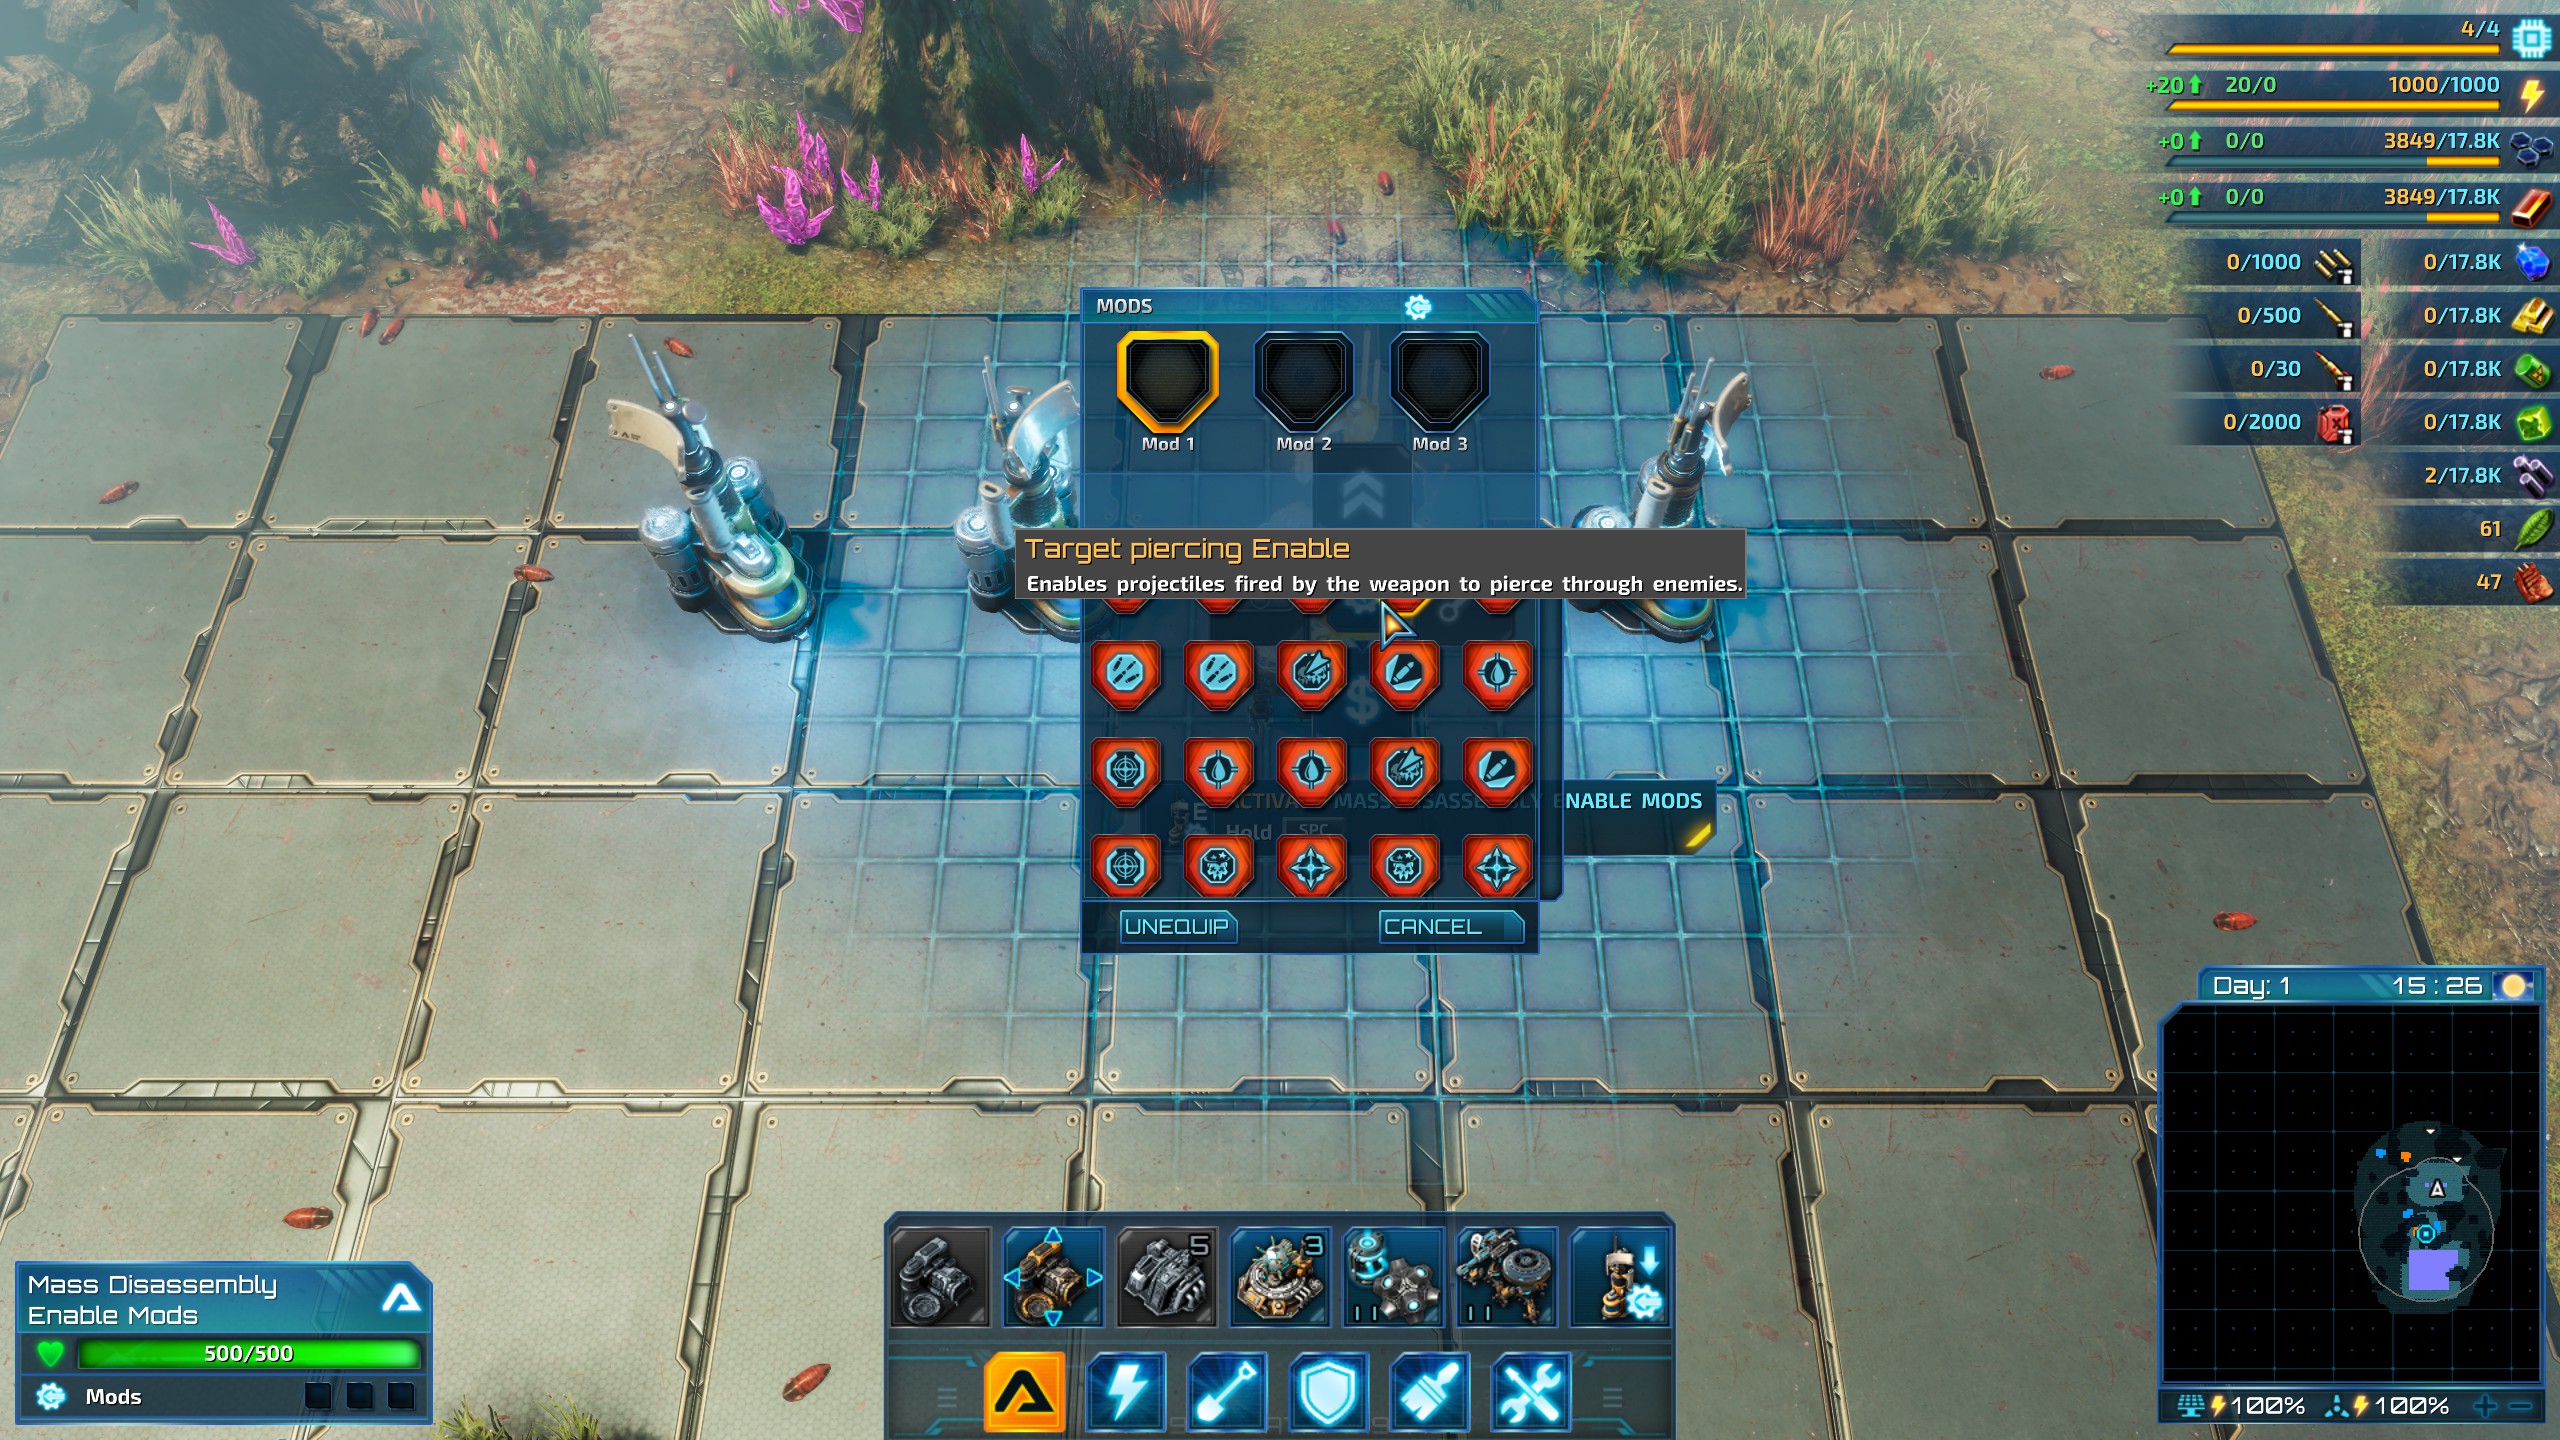 4/4
+20 20/0 1000/1000
+0 0/0 3849/17.8K
+0 0/0 3849/17.8K
0/1000 0/17.8K
0/500 0/17.8K
0/30 0/17.8K
0/2000 0/17.8K
2/17.8K
61
47
MODS
Mod 1 Mod 2 Mod 3
Target piercing Enable
Enables projectiles fired by the weapon to pierce through enemies.
ENABLE MODS
E
Hold SPC
UNEQUIP CANCEL
Day: 1 15:26
Mass Disassembly
Enable Mods
500/500
Mods
5 3
100% 100%